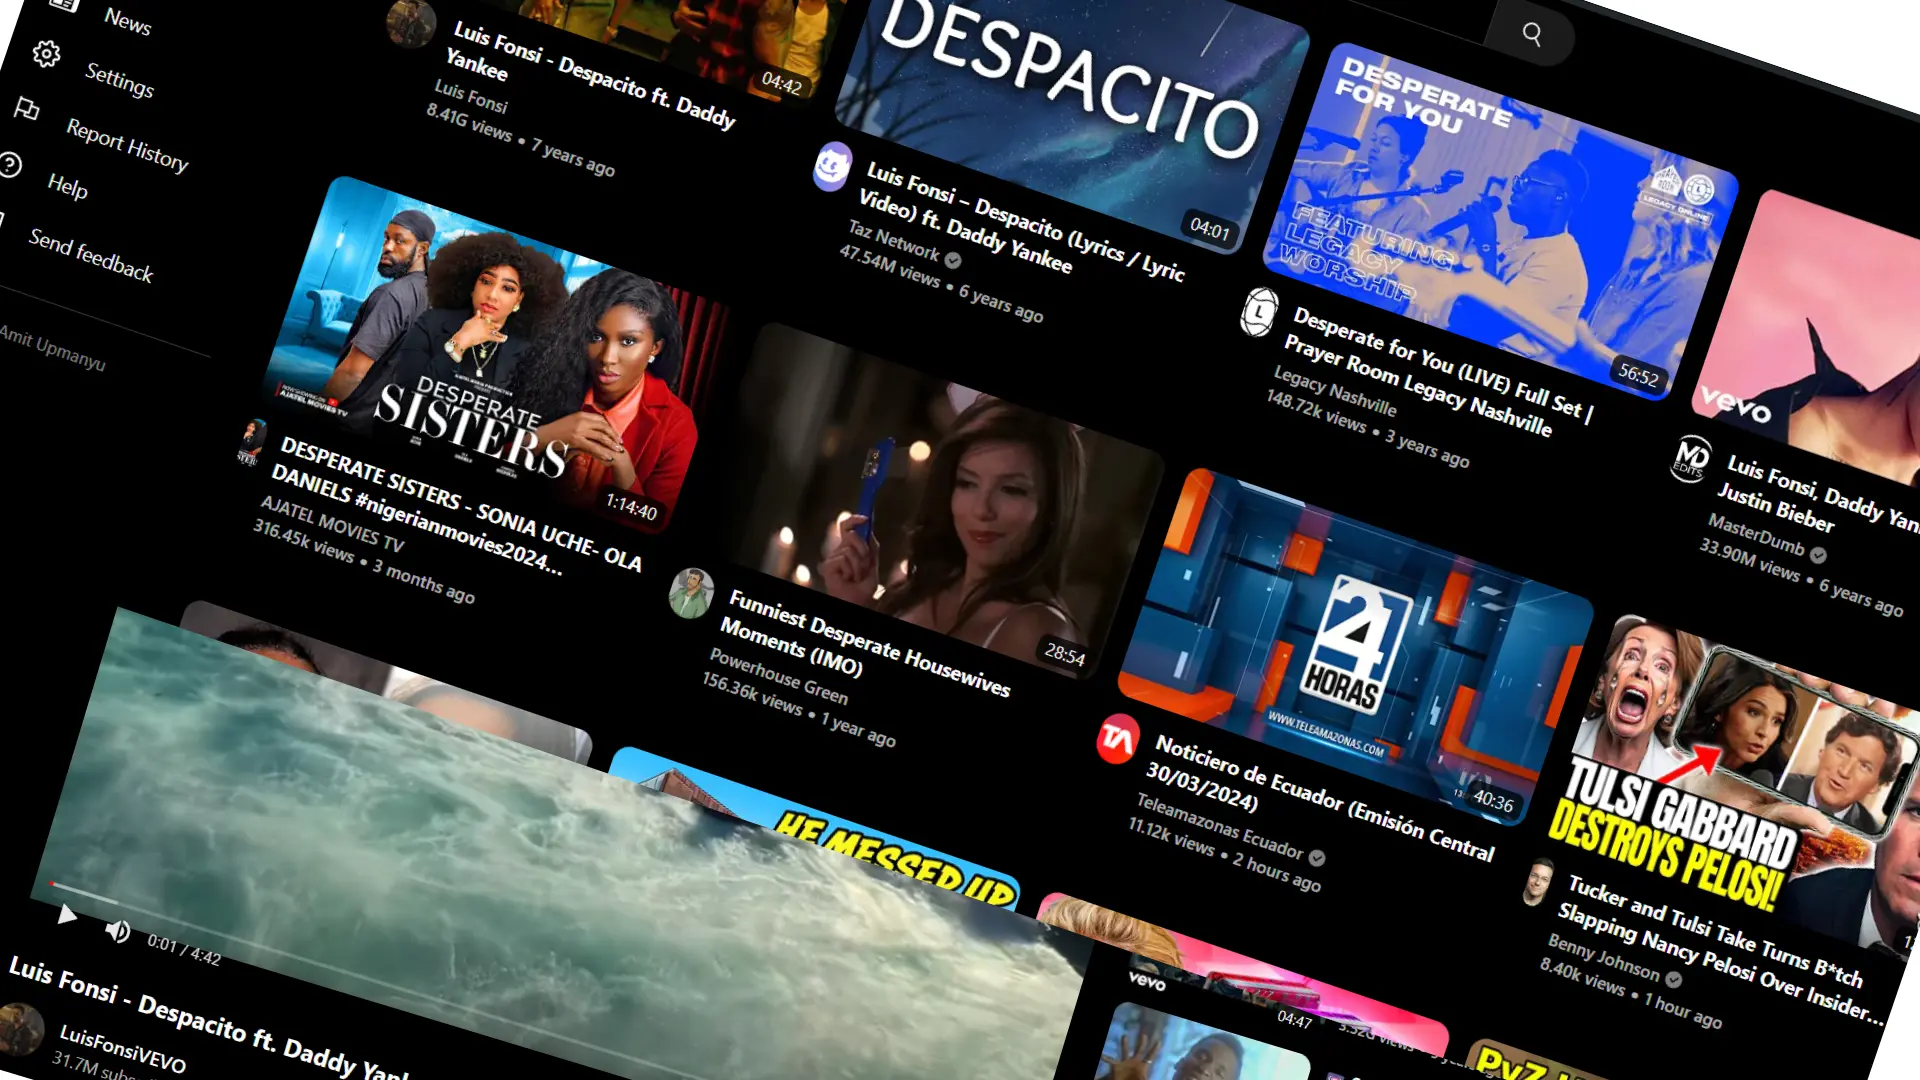 News
Settings
Report History
Help
Send feedback
Amit Upmanyu
04:42
Luis Fonsi - Despacito ft. Daddy
Yankee
Luis Fonsi
8.41G views • 7 years ago
DESPACITO
04:01
Luis Fonsi – Despacito (Lyrics / Lyric
Video) ft. Daddy Yankee
Taz Network
47.54M views • 6 years ago
DESPERATE
FOR YOU
LEGACY ONLINE
FEATURING
LEGACY
WORSHIP
56:52
L
Desperate for You (LIVE) Full Set |
Prayer Room Legacy Nashville
Legacy Nashville
148.72k views • 3 years ago
vevo
MD
EDITS
Luis Fonsi, Daddy Yan
Justin Bieber
MasterDumb
33.90M views • 6 years ago
AJATEL MOVIES TV
DESPERATE
SISTERS
1:14:40
DESPERATE SISTERS - SONIA UCHE- OLA
DANIELS #nigerianmovies2024...
AJATEL MOVIES TV
316.45k views • 3 months ago
28:54
Funniest Desperate Housewives
Moments (IMO)
Powerhouse Green
156.36k views • 1 year ago
24
HORAS
WWW.TELEAMAZONAS.COM
40:36
TA
Noticiero de Ecuador (Emisión Central
30/03/2024)
Teleamazonas Ecuador
11.12k views • 2 hours ago
TULSI GABBARD
DESTROYS PELOSI!
Tucker and Tulsi Take Turns B*tch
Slapping Nancy Pelosi Over Insider...
Benny Johnson
8.40k views • 1 hour ago
HE MESSED UP
0:01 / 4:42
Luis Fonsi - Despacito ft. Daddy Yank
LuisFonsiVEVO
31.7M subs
vevo
04:47
PvZ